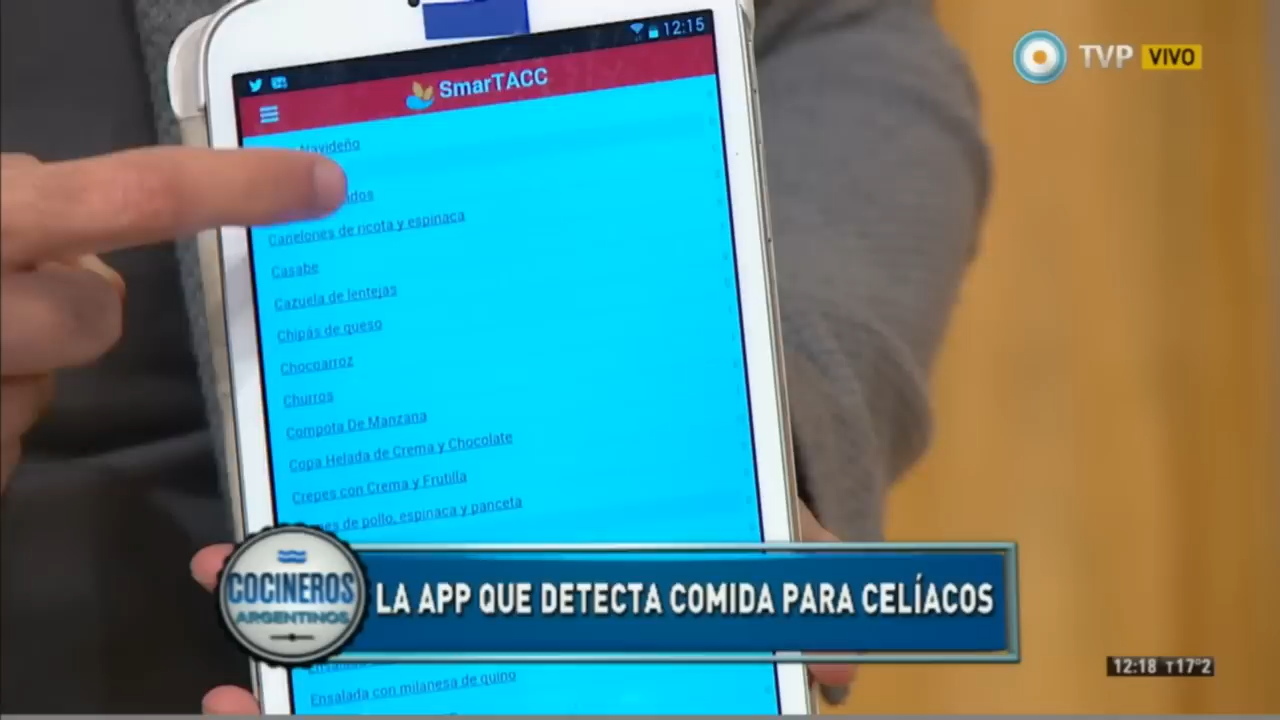 12:15
TVP VIVO
SmarTACC
Navideño
Canelones de ricota y espinaca
Casabe
Cazuela de lentejas
Chipás de queso
Chocoarroz
Churros
Compota De Manzana
Copa Helada de Crema y Chocolate
Crepes con Crema y Frutilla
de pollo, espinaca y panceta
COCINEROS
ARGENTINOS
LA APP QUE DETECTA COMIDA PARA CELÍACOS
12:18 T17°2
Ensalada con milanesa de quino